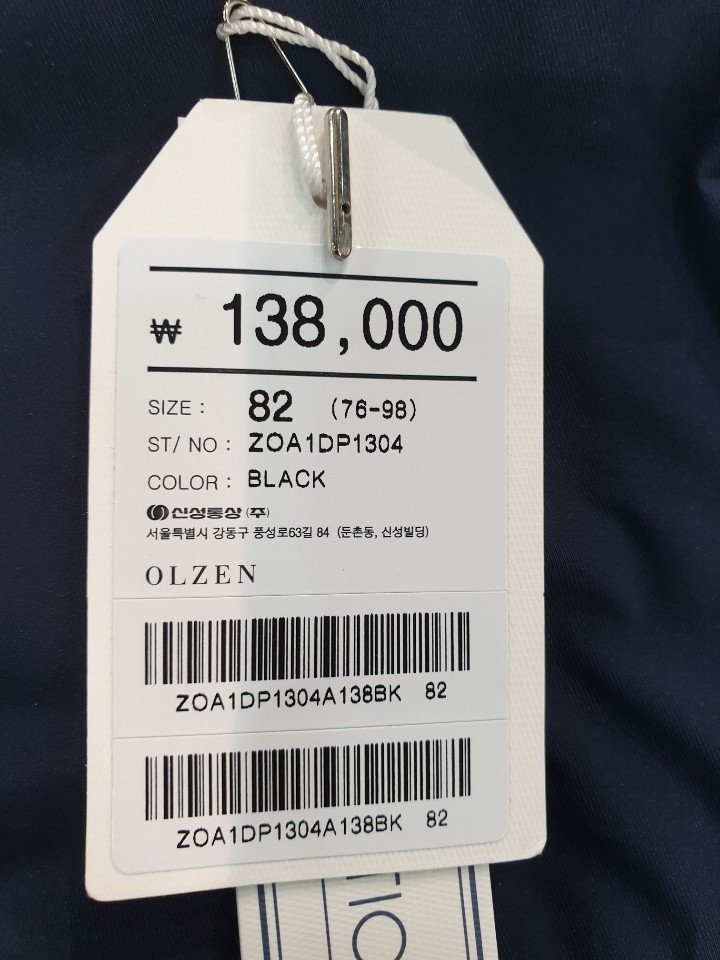 ₩ 138,000
SIZE : 82 (76-98)
ST/ NO : ZOA1DP1304
COLOR : BLACK
신성통상 (주)
서울특별시 강동구 풍성로63길 84 (둔촌동, 신성빌딩)
OLZEN
ZOA1DP1304A138BK 82
ZOA1DP1304A138BK 82